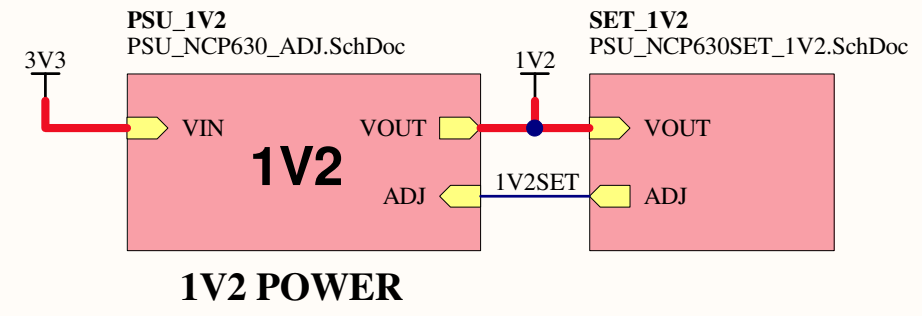 PSU_1V2
PSU_NCP630_ADJ.SchDoc
SET_1V2
PSU_NCP630SET_1V2.SchDoc
3V3
1V2
VIN
VOUT
VOUT
1V2
ADJ
1V2SET
ADJ
1V2 POWER